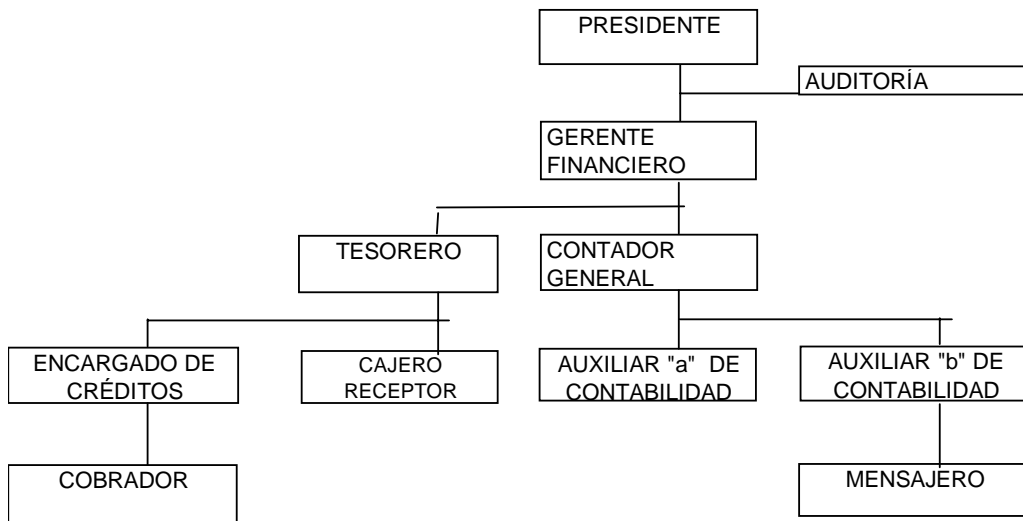 PRESIDENTE
AUDITORÍA
GERENTE
FINANCIERO
TESORERO
CONTADOR
GENERAL
ENCARGADO DE
CRÉDITOS
CAJERO
RECEPTOR
AUXILIAR "a" DE
CONTABILIDAD
AUXILIAR "b" DE
CONTABILIDAD
COBRADOR
MENSAJERO